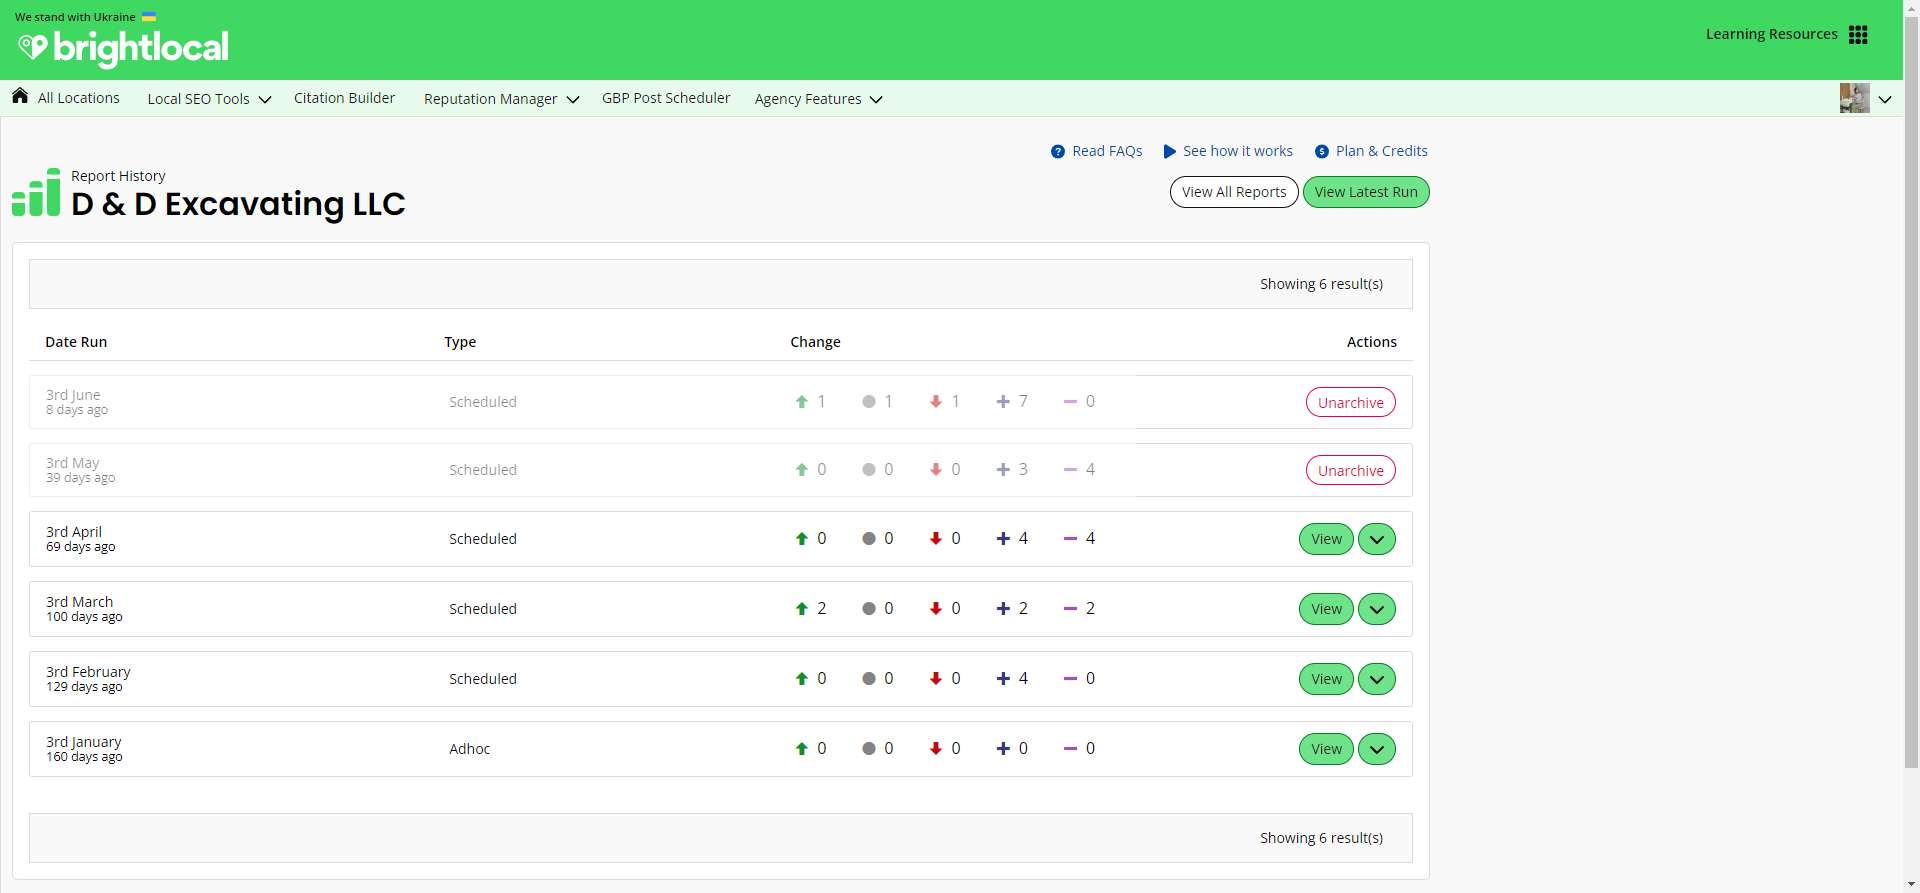 We stand with Ukraine
brightlocal
Learning Resources
All Locations Local SEO Tools Citation Builder Reputation Manager GBP Post Scheduler Agency Features
Read FAQs See how it works Plan & Credits
Report History
D & D Excavating LLC
View All Reports View Latest Run
Showing 6 result(s)
Date Run Type Change Actions
3rd June
8 days ago
Scheduled 1 1 1 7 0 Unarchive
3rd May
39 days ago
Scheduled 0 0 0 3 4 Unarchive
3rd April
69 days ago
Scheduled 0 0 0 4 4 View
3rd March
100 days ago
Scheduled 2 0 0 2 2 View
3rd February
129 days ago
Scheduled 0 0 0 4 0 View
3rd January
160 days ago
Adhoc 0 0 0 0 0 View
Showing 6 result(s)